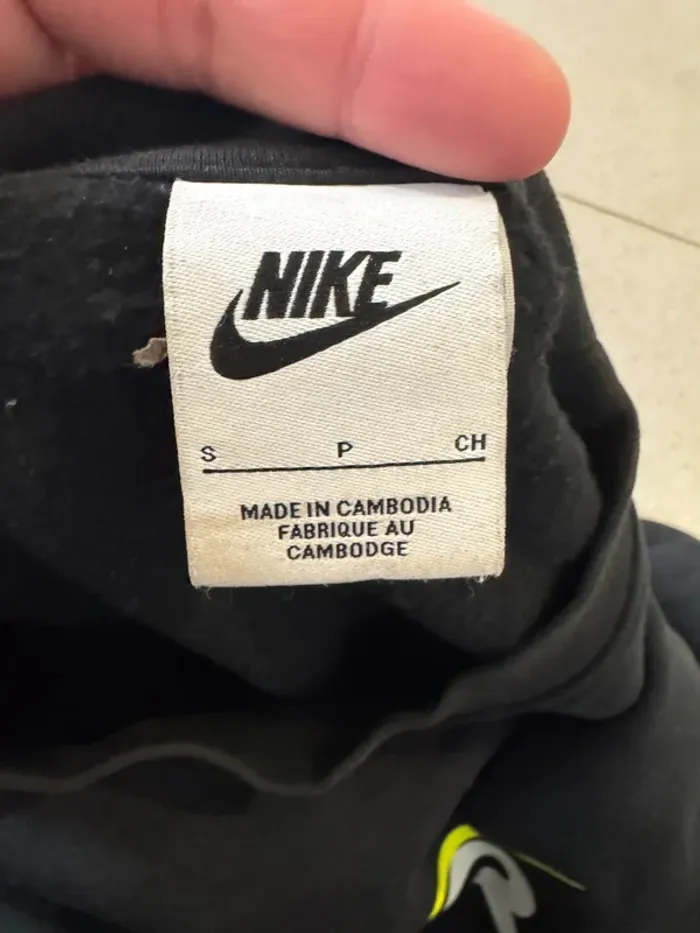 NIKE
S P CH
MADE IN CAMBODIA
FABRIQUE AU
CAMBODGE